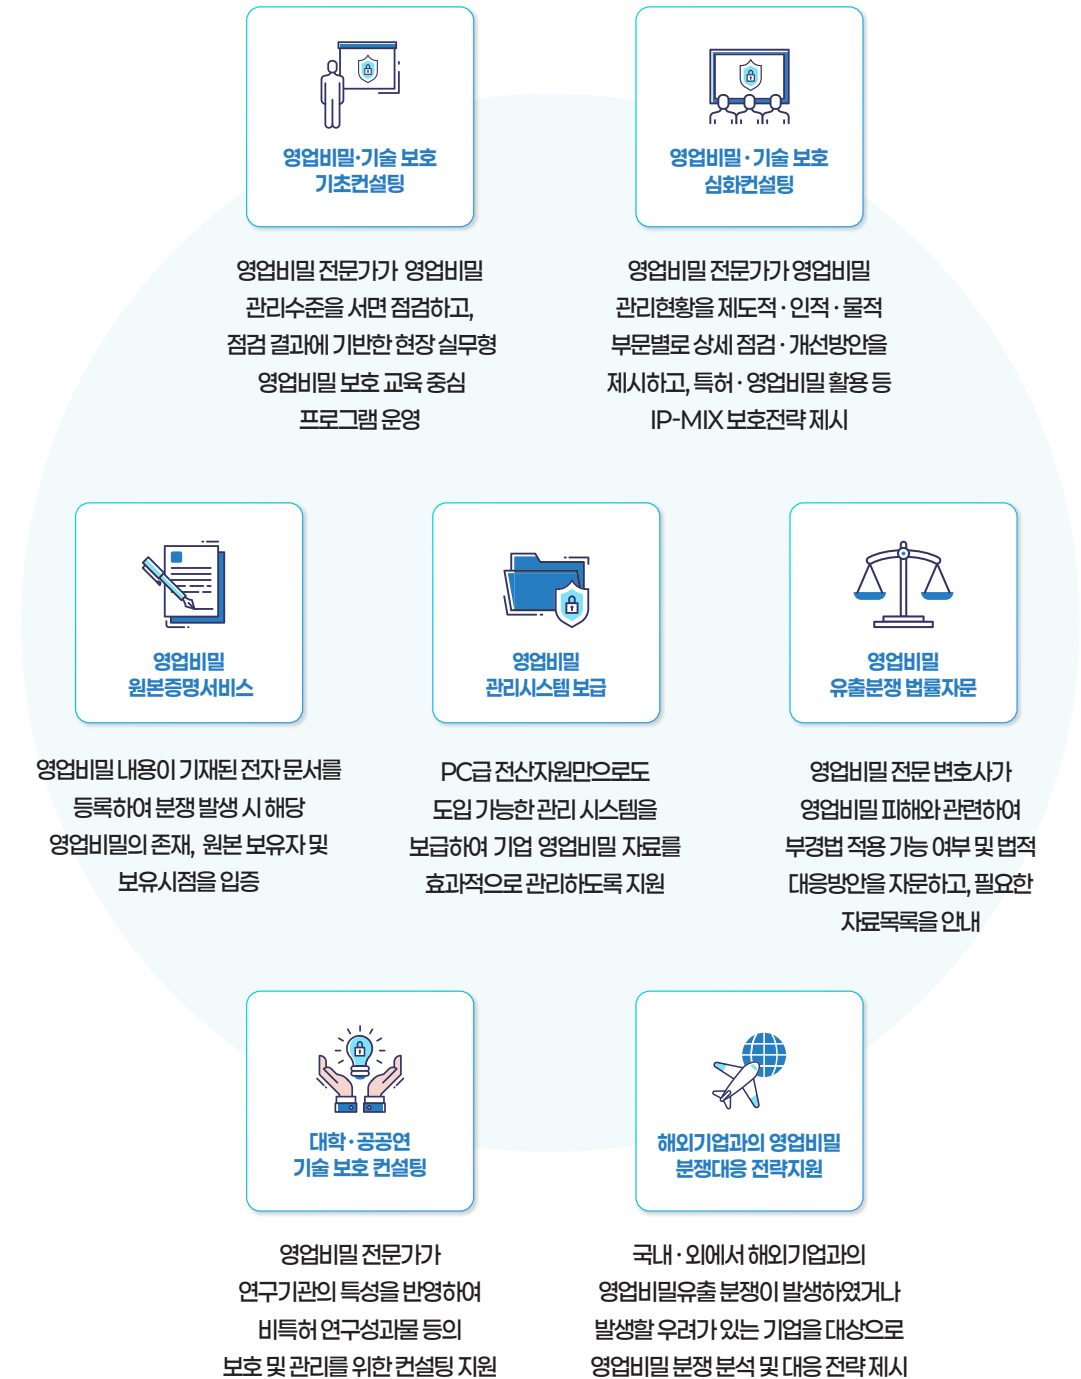 영업비밀·기술 보호
기초컨설팅
영업비밀 전문가가 영업비밀
관리수준을 서면 점검하고,
점검 결과에 기반한 현장 실무형
영업비밀 보호 교육 중심
프로그램 운영
영업비밀·기술 보호
심화컨설팅
영업비밀 전문가가 영업비밀
관리현황을 제도적·인적·물적
부문별로 상세 점검·개선방안을
제시하고, 특허·영업비밀 활용 등
IP-MIX 보호전략 제시
영업비밀
원본증명서비스
영업비밀 내용이 기재된 전자 문서를
등록하여 분쟁 발생 시 해당
영업비밀의 존재, 원본 보유자 및
보유시점을 입증
영업비밀
관리시스템 보급
PC급 전산자원만으로도
도입 가능한 관리 시스템을
보급하여 기업 영업비밀 자료를
효과적으로 관리하도록 지원
영업비밀
유출분쟁 법률자문
영업비밀 전문 변호사가
영업비밀 피해와 관련하여
부경법 적용 가능 여부 및 법적
대응방안을 자문하고, 필요한
자료목록을 안내
대학·공공연
기술 보호 컨설팅
영업비밀 전문가가
연구기관의 특성을 반영하여
비특허 연구성과물 등의
보호 및 관리를 위한 컨설팅 지원
해외기업과의 영업비밀
분쟁대응 전략지원
국내·외에서 해외기업과의
영업비밀유출 분쟁이 발생하였거나
발생할 우려가 있는 기업을 대상으로
영업비밀 분쟁 분석 및 대응 전략 제시